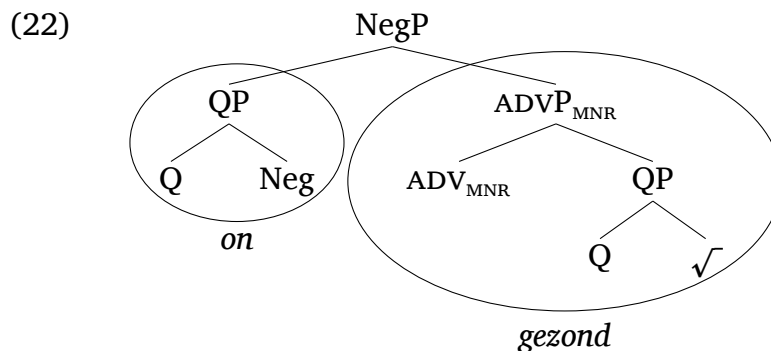 (22) NegP
QP ADVP_MNR
Q Neg ADV_MNR QP
on Q √
gezond